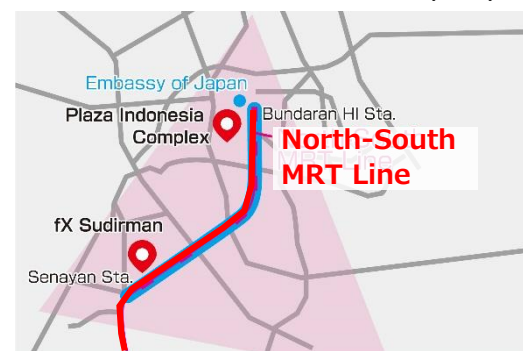 Embassy of Japan
Plaza Indonesia
Complex
Bundaran HI Sta.
North-South
MRT Line
fX Sudirman
Senayan Sta.